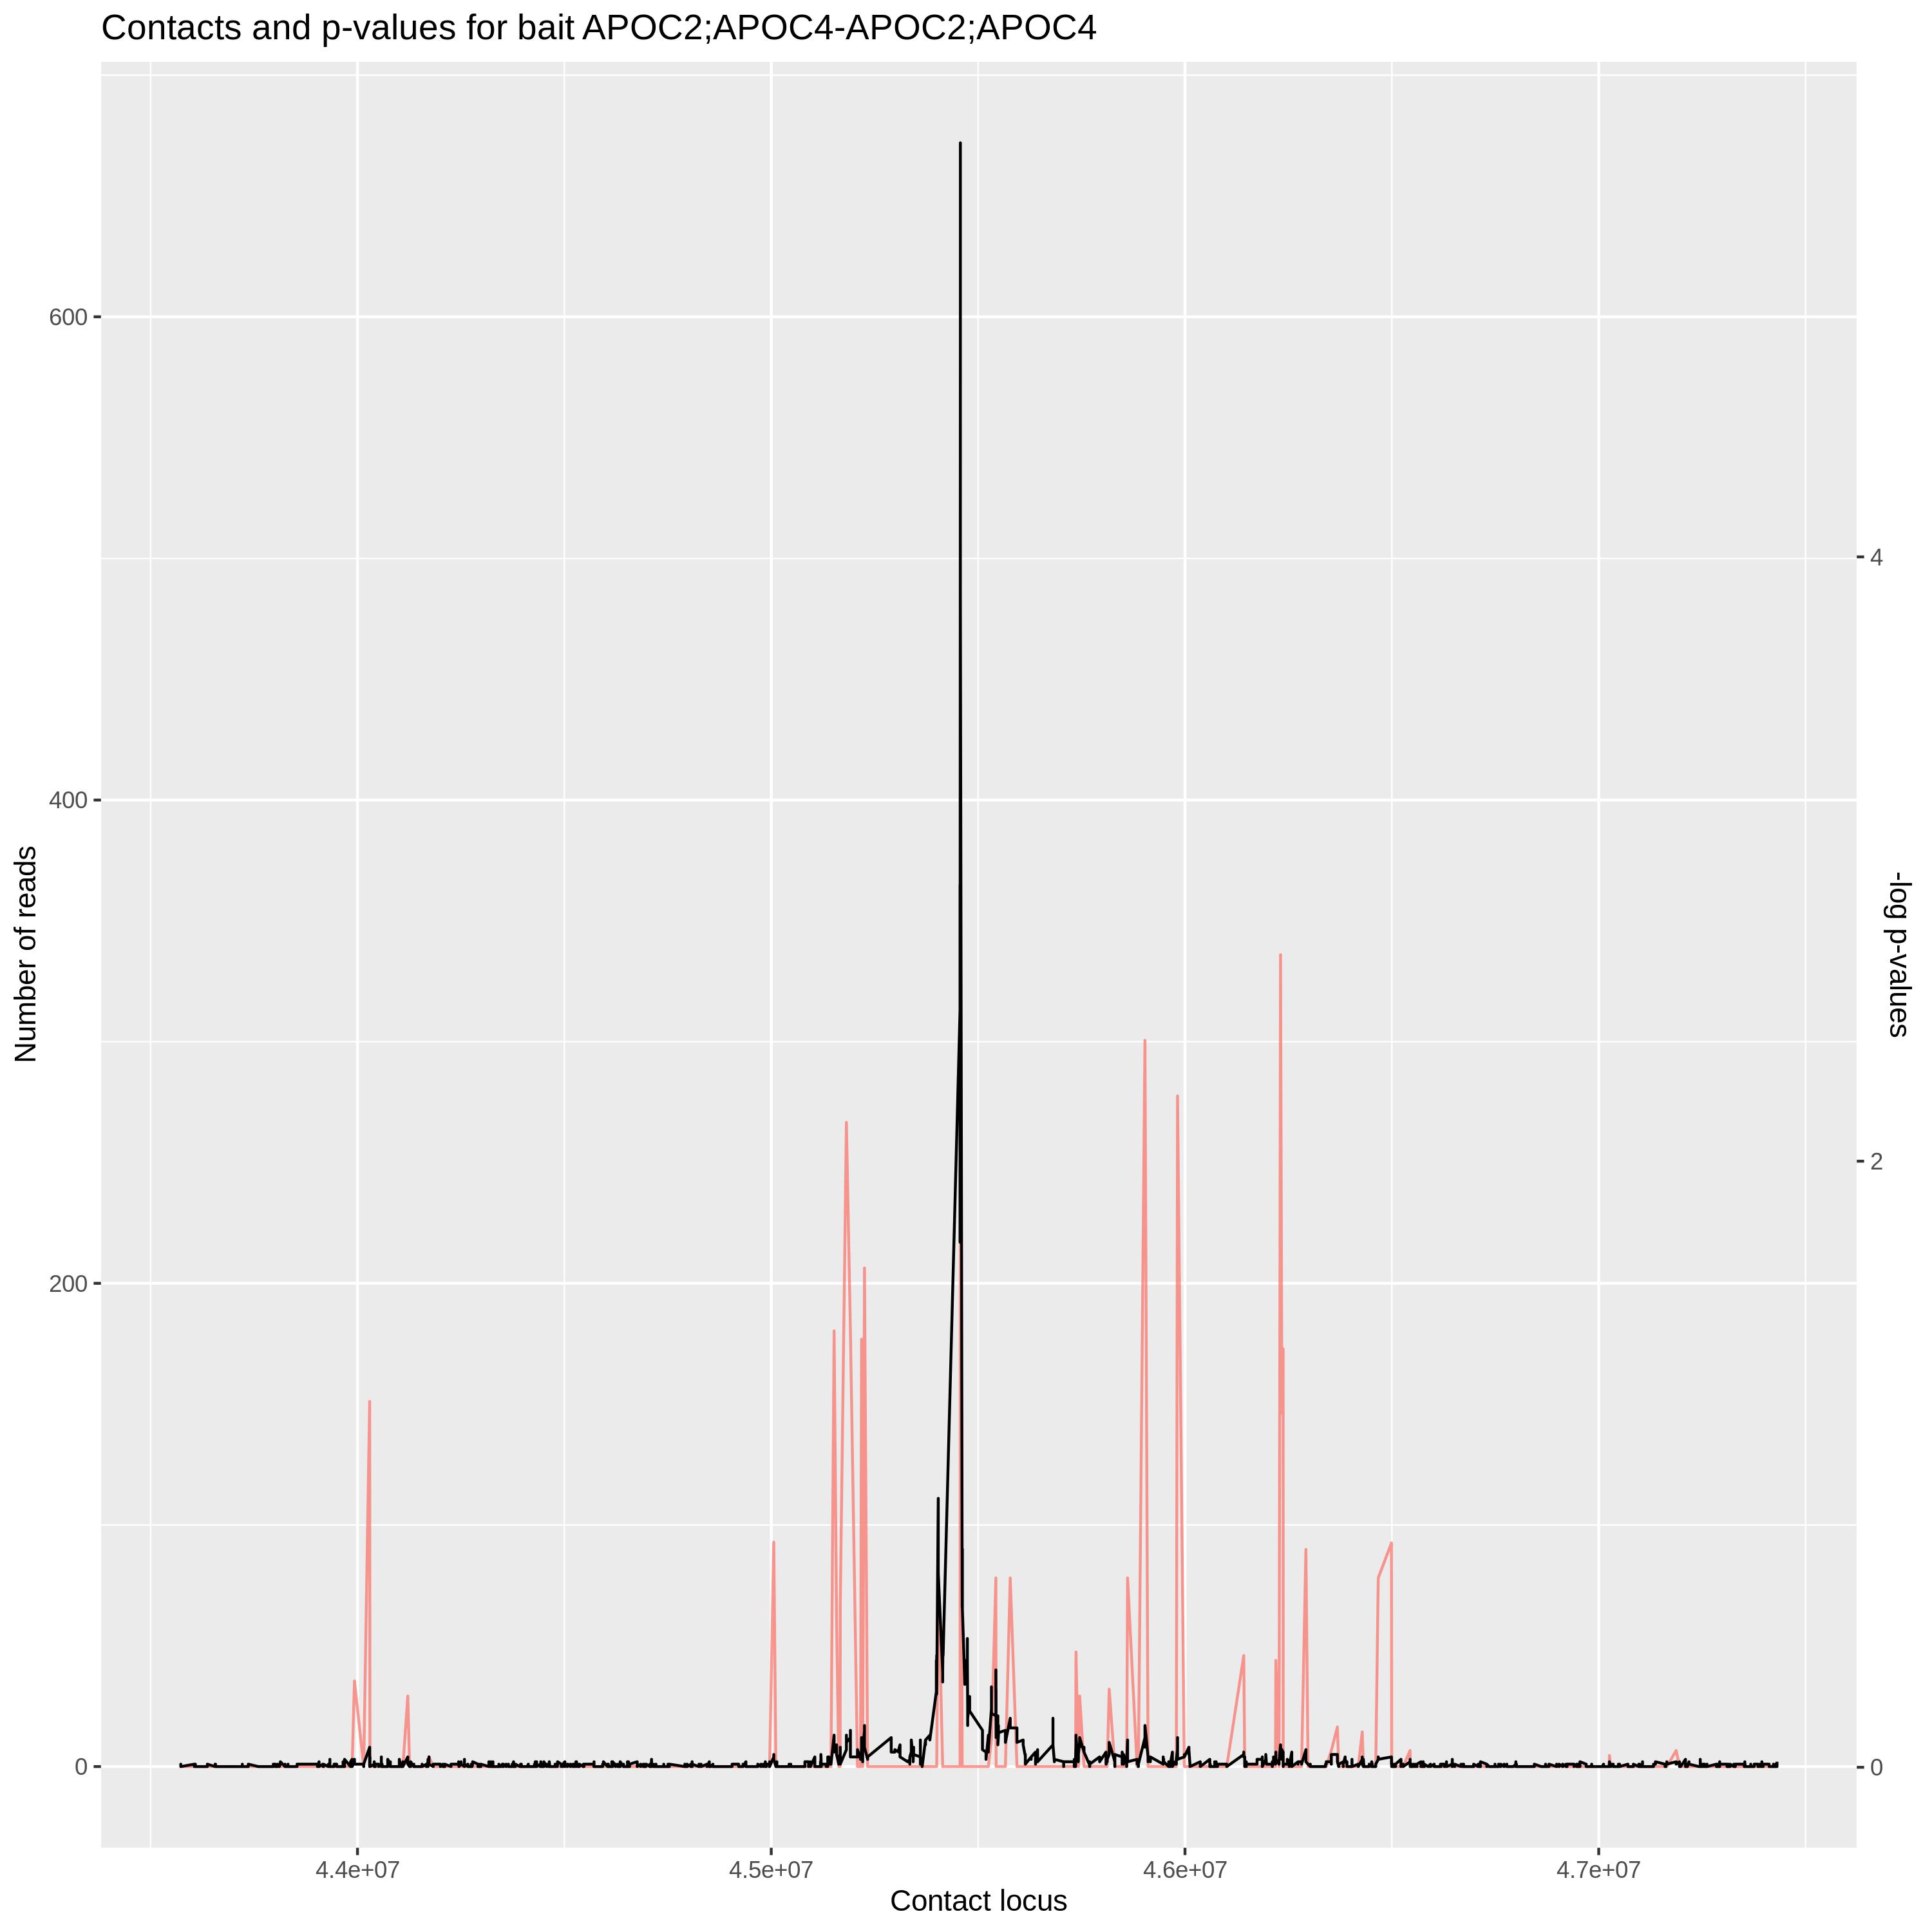 Contacts and p-values for bait APOC2;APOC4-APOC2;APOC4
600
400
200
0
4
2
0
Number of reads
-log p-values
4.4e+07
4.5e+07
4.6e+07
4.7e+07
Contact locus